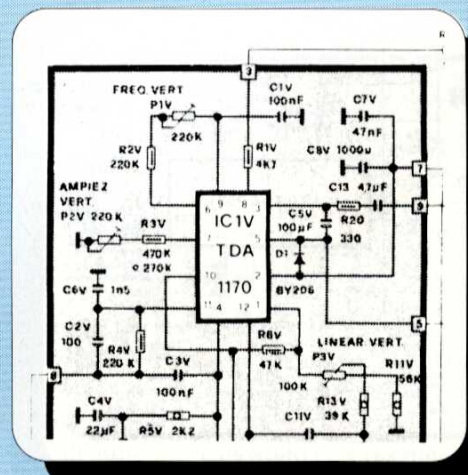 R
FREQ. VERT
P1V
220K
3
C1V
100nF
C7V
47nF
R2V
220K
R1V
4K7
C8V 1000µ
7
AMPIEZ
VERT.
P2V 220K
C13 4,7µF
6
9
8
3
9
R3V
470K
o 270K
IC1V
TDA
1170
C5V
100µF
R20
330
7
5
D1
10
2
BY206
C6V
1n5
11
4
12
1
5
C2V
100
R6V
47K
LINEAR. VERT.
P3V
R11V
56K
R4V
220K
C3V
100nF
100K
R13V
39K
C4V
22µF
R5V
2K2
C11V